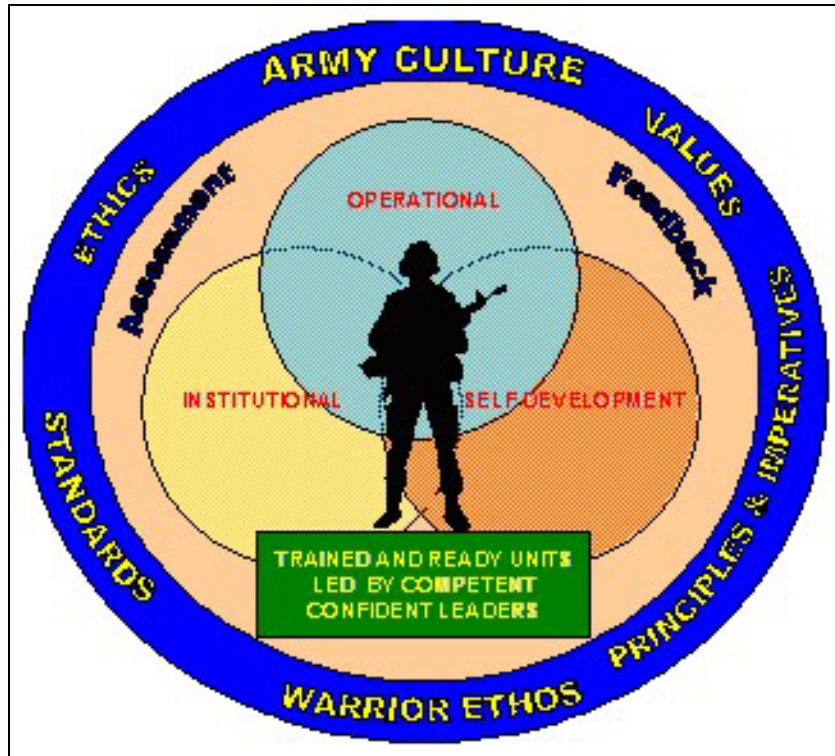 ARMY CULTURE
ETHICS
VALUES
Assessment
Feedback
OPERATIONAL
INSTITUTIONAL
SELF-DEVELOPMENT
STANDARDS
PRINCIPLES & IMPERATIVES
TRAINED AND READY UNITS
LED BY COMPETENT
CONFIDENT LEADERS
WARRIOR ETHOS